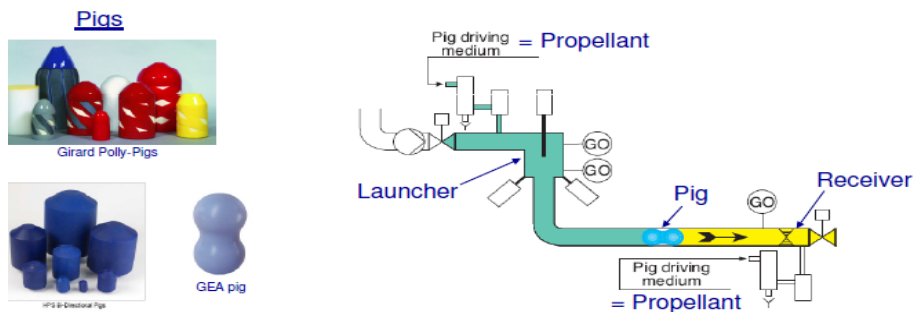 Pigs
Girard Polly-Pigs
HPS Bi-Directional Pigs
GEA pig
Pig driving
medium
= Propellant
GO
GO
Launcher
Pig
GO
Receiver
Pig driving
medium
= Propellant